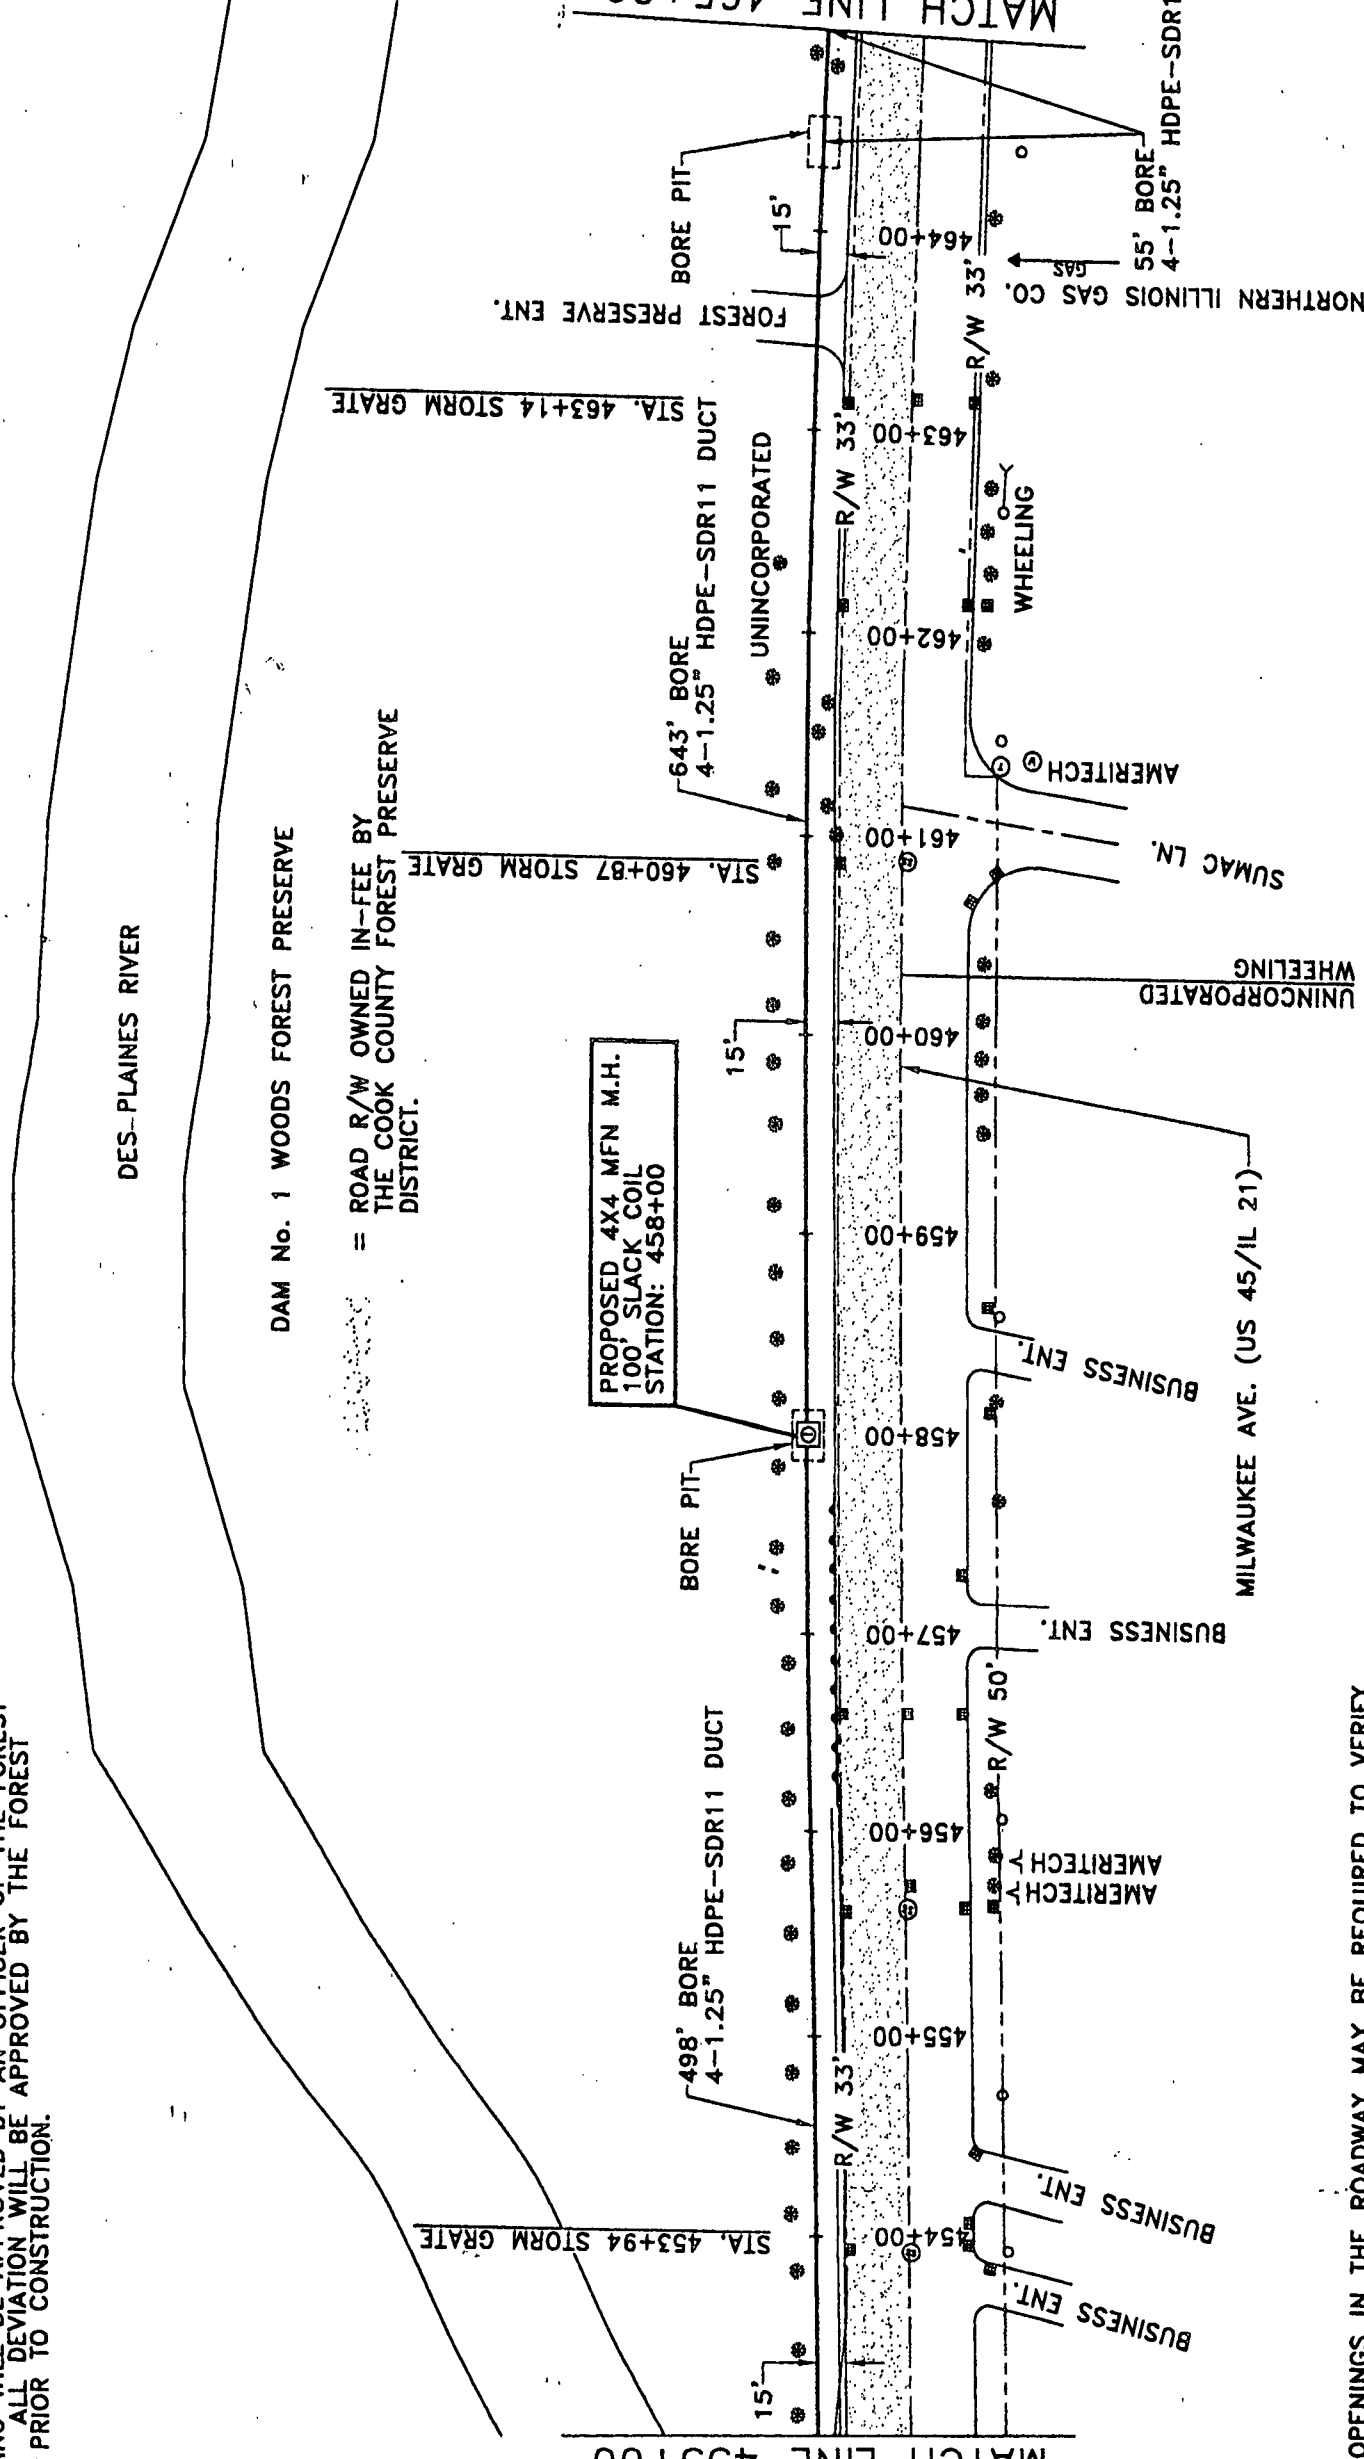 ALL DEVIATION WILL BE APPROVED BY THE FOREST
PRIOR TO CONSTRUCTION.
DES-PLAINES RIVER
DAM No. 1 WOODS FOREST PRESERVE
= ROAD R/W OWNED IN-FEE BY
THE COOK COUNTY FOREST PRESERVE
DISTRICT.
STA. 453+94 STORM GRATE
STA. 460+87 STORM GRATE
STA. 463+14 STORM GRATE
PROPOSED 4X4 MFN M.H.
100' SLACK COIL
STATION: 458+00
498' BORE
4-1.25" HDPE-SDR11 DUCT
BORE PIT
643' BORE
4-1.25" HDPE-SDR11 DUCT
UNINCORPORATED
FOREST PRESERVE ENT.
BORE PIT
15'
15'
15'
R/W 33'
R/W 33'
454+00
455+00
456+00
457+00
458+00
459+00
460+00
461+00
462+00
463+00
464+00
MATCH LINE
MATCH LINE
R/W 50'
R/W 33'
BUSINESS ENT.
BUSINESS ENT.
AMERITECH
AMERITECH
BUSINESS ENT.
BUSINESS ENT.
MILWAUKEE AVE. (US 45/IL 21)
UNINCORPORATED
WHEELING
SUMAC LN.
AMERITECH
WHEELING
NORTHERN ILLINOIS GAS CO.
GAS
55' BORE
4-1.25" HDPE-SDR1
OPENINGS IN THE ROADWAY MAY BE REQUIRED TO VERIFY